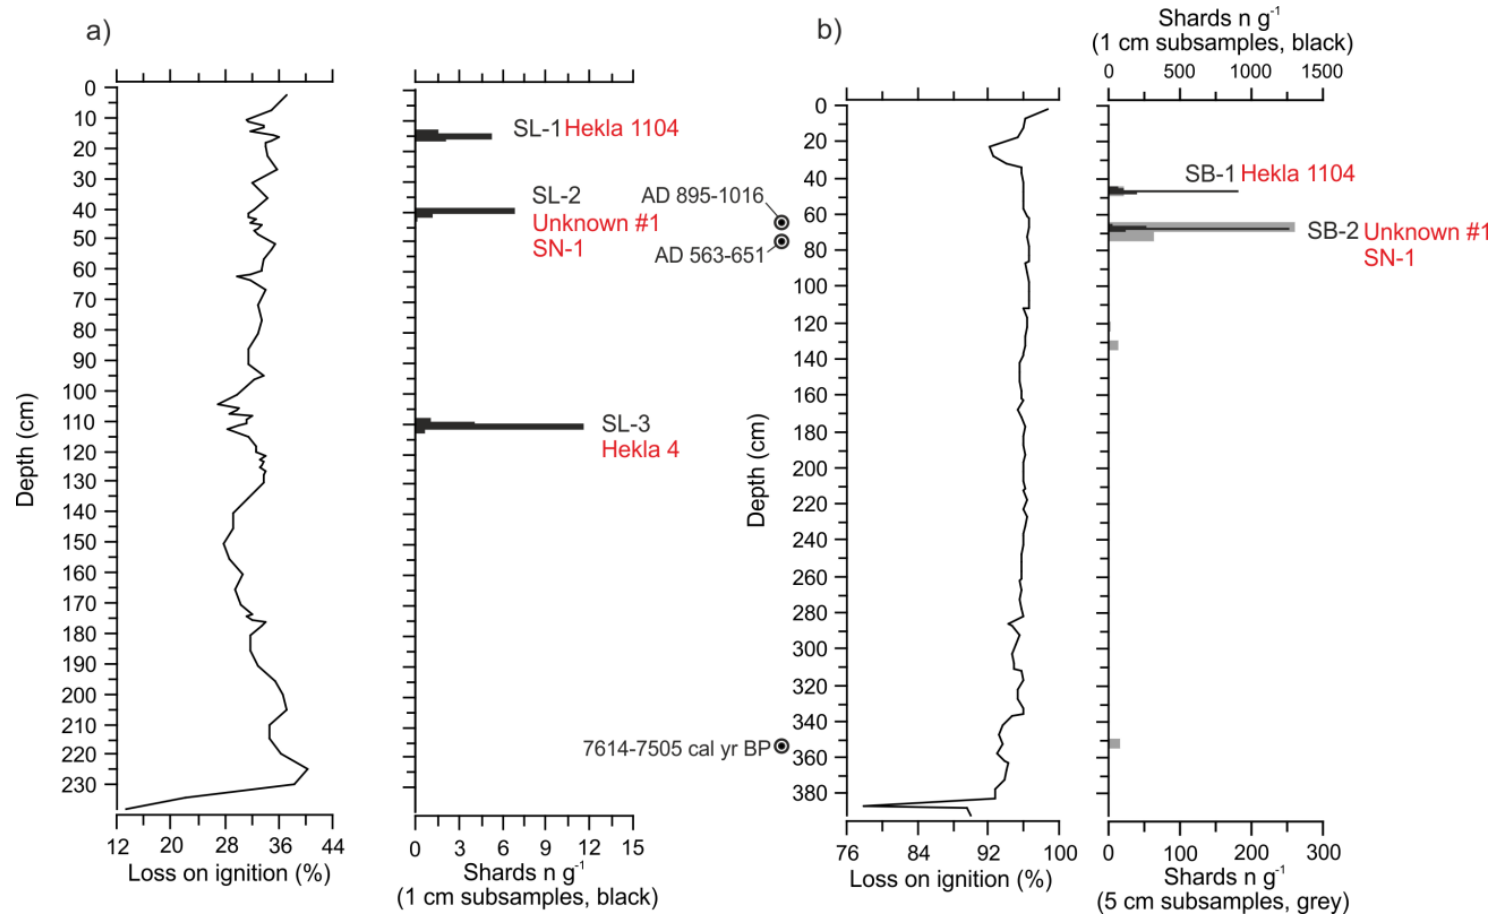 a)
0
10
20
30
40
50
60
70
80
90
100
110
120
130
140
150
160
170
180
190
200
210
220
230
Depth (cm)
12 20 28 36 44
Loss on ignition (%)
SL-1 Hekla 1104
SL-2
Unknown #1
SN-1
SL-3
Hekla 4
0 3 6 9 12 15
Shards n g-1
(1 cm subsamples, black)
AD 895-1016
AD 563-651
7614-7505 cal yr BP
b)
0
20
40
60
80
100
120
140
160
180
200
220
240
260
280
300
320
340
360
380
Depth (cm)
76 84 92 100
Loss on ignition (%)
Shards n g-1
(1 cm subsamples, black)
0 500 1000 1500
SB-1 Hekla 1104
SB-2 Unknown #1
SN-1
0 100 200 300
Shards n g-1
(5 cm subsamples, grey)